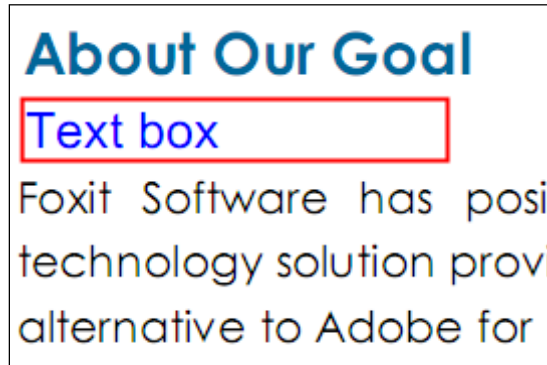 About Our Goal
Text box
Foxit Software has posi
technology solution provi
alternative to Adobe for